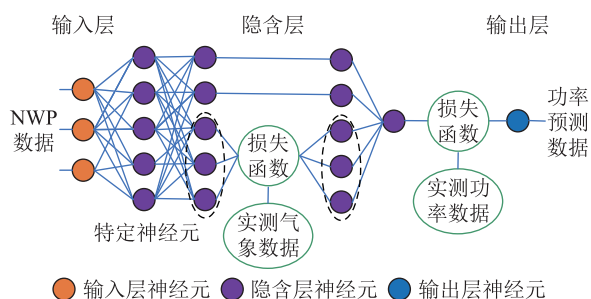 输入层
隐含层
输出层
NWP
数据
损失
函数
损失
函数
功率
预测
数据
实测气
象数据
实测功
率数据
特定神经元
输入层神经元
隐含层神经元
输出层神经元